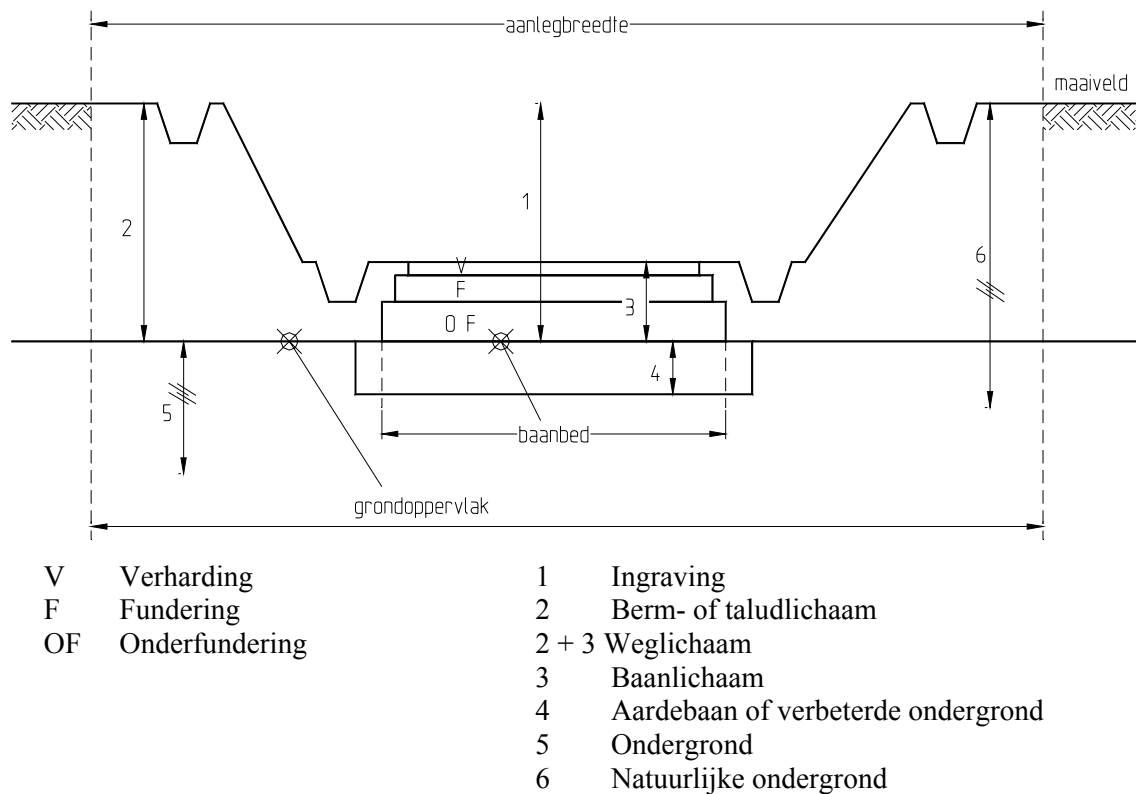 aanlegbreedte
maaiveld
2
1
6
V
F
3
O F
4
5
baanbed
grondoppervlak
V Verharding
F Fundering
OF Onderfundering
1 Ingraving
2 Berm- of taludlichaam
2 + 3 Weglichaam
3 Baanlichaam
4 Aardebaan of verbeterde ondergrond
5 Ondergrond
6 Natuurlijke ondergrond